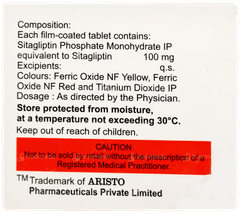 Composition:
Each film-coated tablet contains:
Sitagliptin Phosphate Monohydrate IP
equivalent to Sitagliptin 100 mg
Excipients: q.s.
Colours: Ferric Oxide NF Yellow, Ferric
Oxide NF Red and Titanium Dioxide IP
Dosage : As directed by the Physician.
Store protected from moisture,
at a temperature not exceeding 30°C.
Keep out of reach of children.
CAUTION
Not to be sold by retail without the prescription of a
Registered Medical Practitioner.
TM Trademark of ARISTO
Pharmaceuticals Private Limited